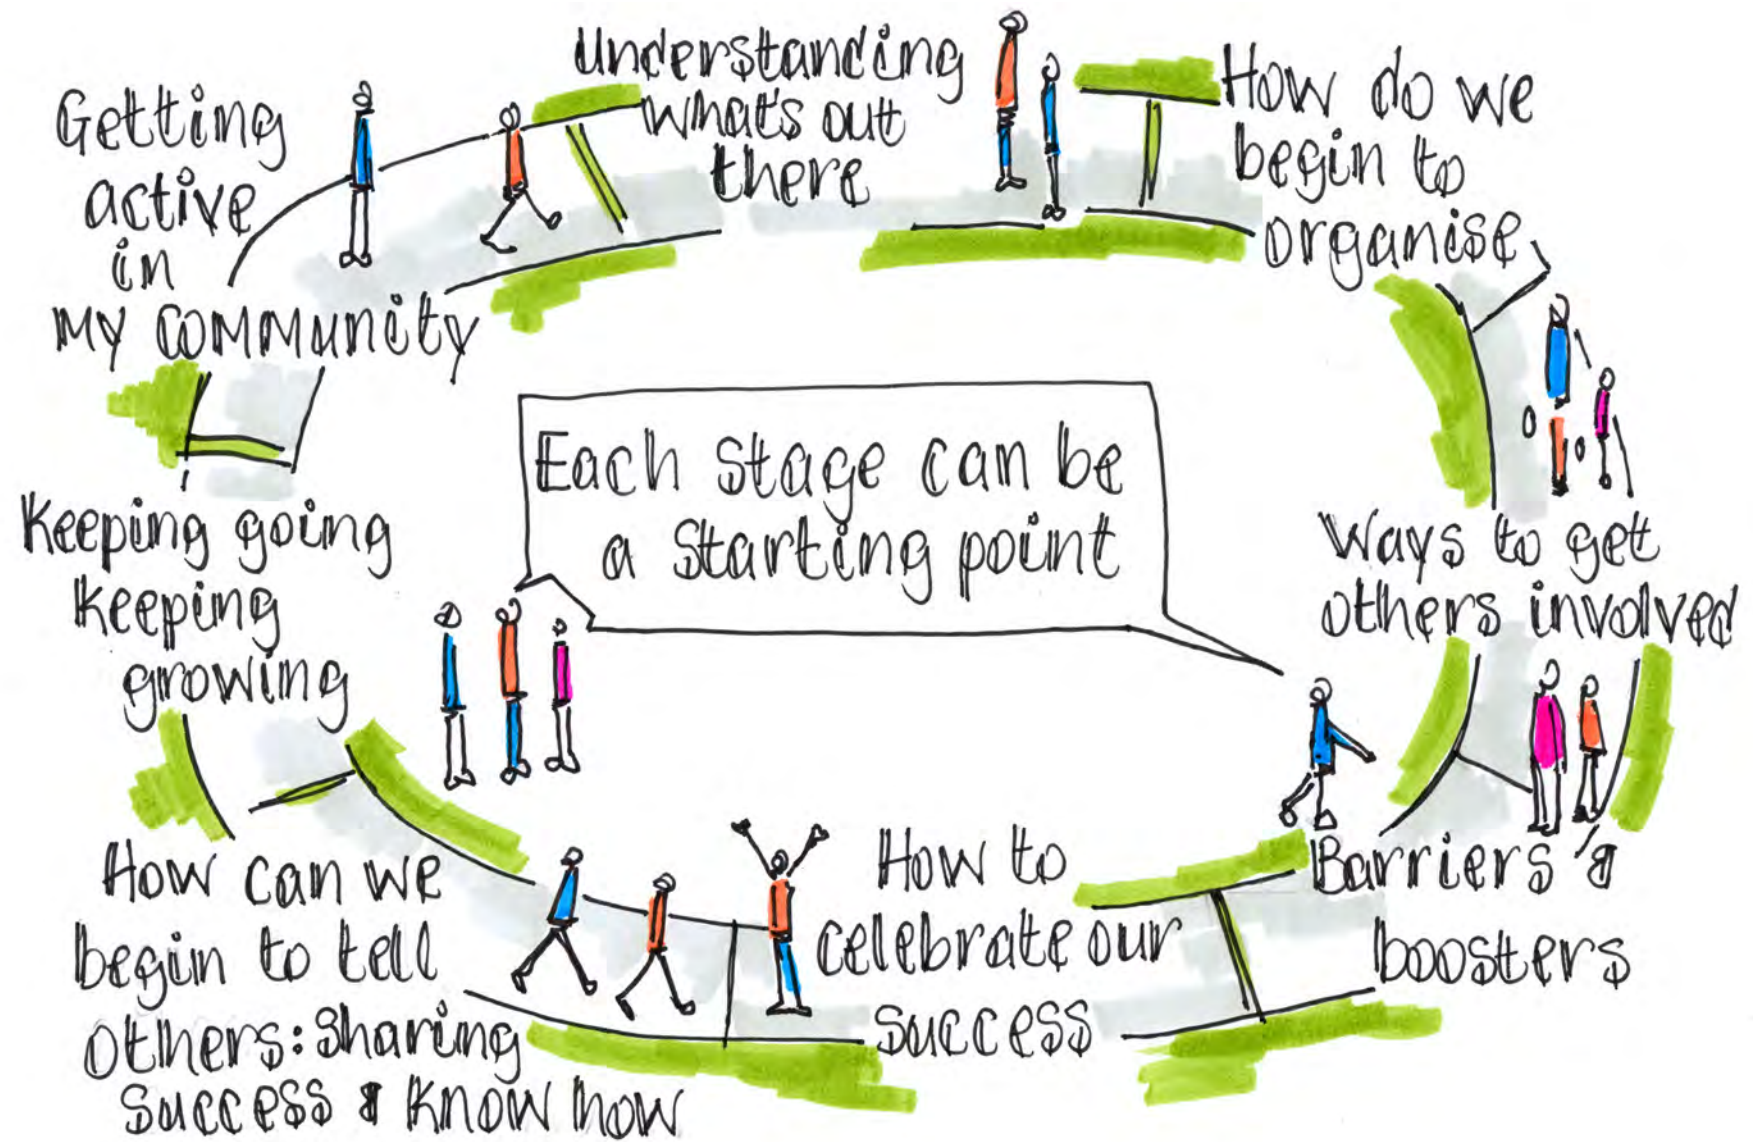 Getting
active
in
my community
Understanding
what's out
there
How do we
begin to
organise
Ways to get
others involved
Barriers &
boosters
How to
celebrate our
success
How can we
begin to tell
others: sharing
success & know how
Keeping going
keeping
growing
Each stage can be
a starting point